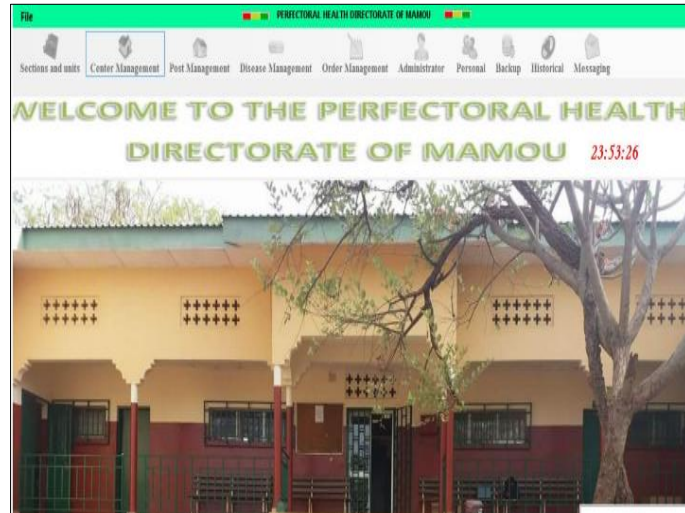 File
PERFECTORAL HEALTH DIRECTORATE OF MAMOU
Sections and units Center Management Post Management Disease Management Order Management Administrator Personal Backup Historical Messaging
WELCOME TO THE PERFECTORAL HEALTH
DIRECTORATE OF MAMOU 23:53:26